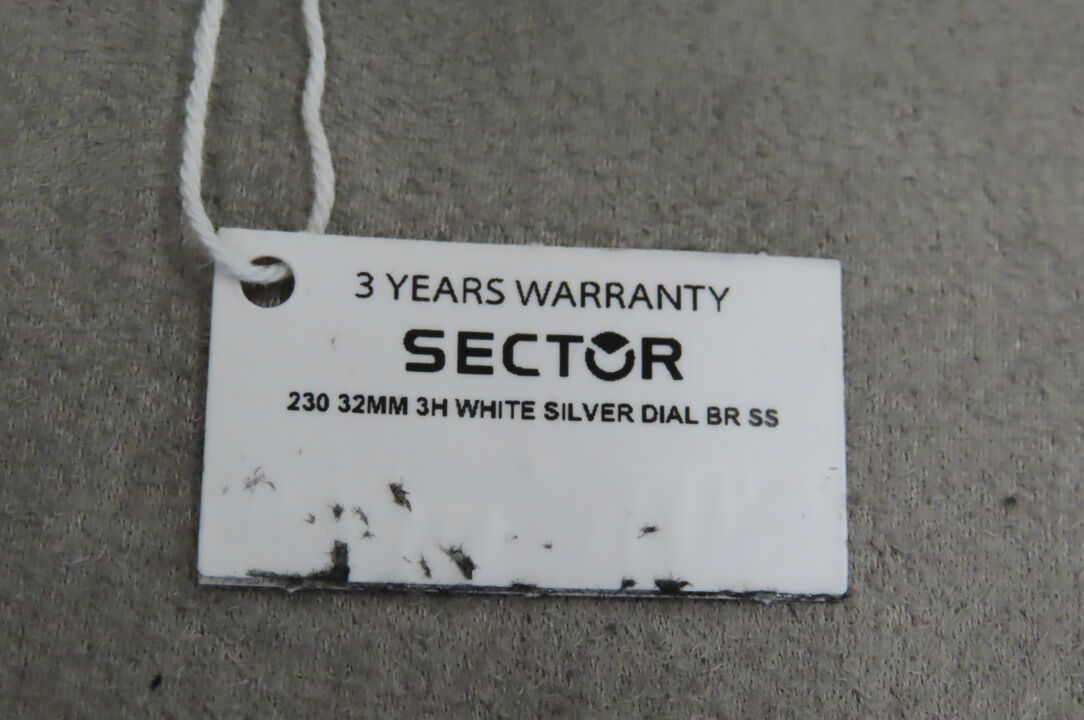 3 YEARS WARRANTY
SECTOR
230 32MM 3H WHITE SILVER DIAL BR SS